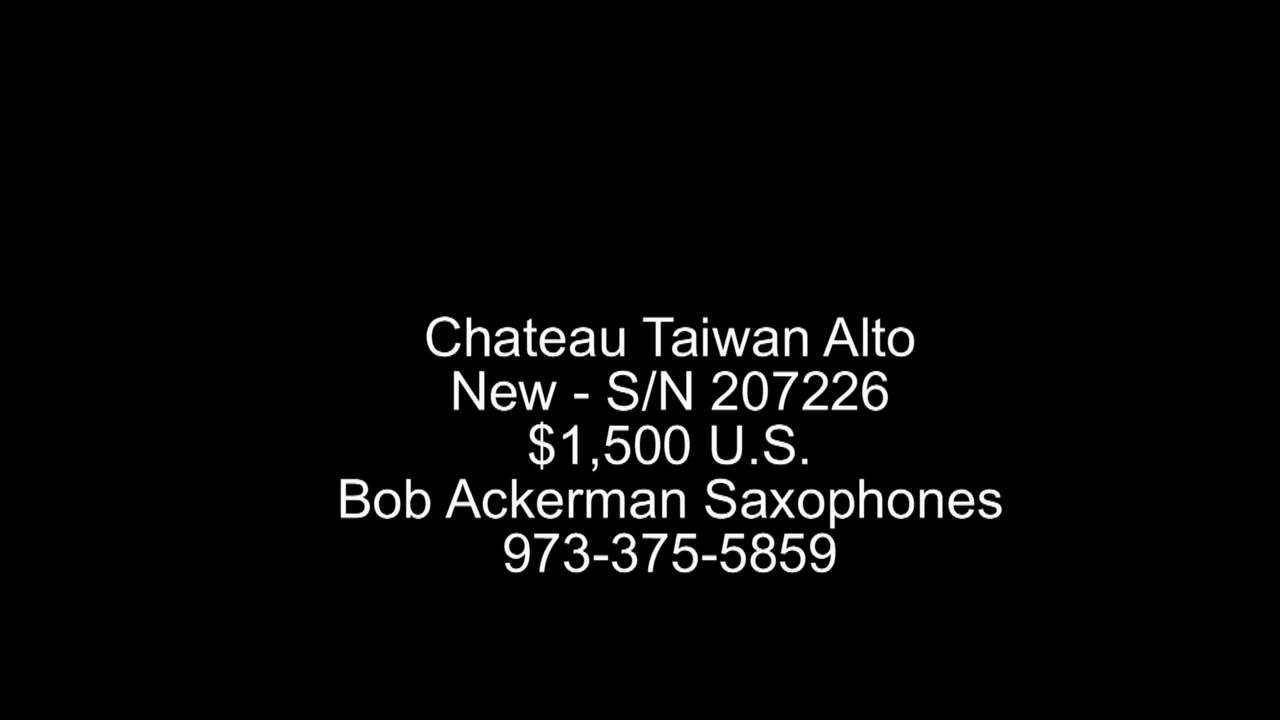 Chateau Taiwan Alto
New - S/N 207226
$1,500 U.S.
Bob Ackerman Saxophones
973-375-5859